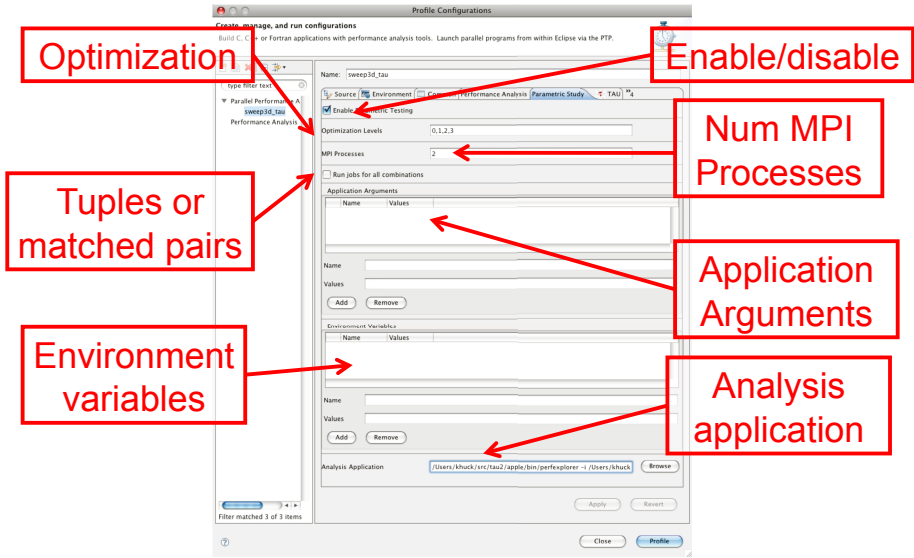 Profile Configurations
Create, manage, and run configurations
Build C, C++ or Fortran applications with performance analysis tools. Launch parallel programs from within Eclipse via the PTP.
Optimization
Enable/disable
type filter text
Name: sweep3d_tau
Source Environment Performance Analysis Parametric Study TAU 4
Parallel Performance A
sweep3d_tau
Performance Analysis
Enable Parametric Testing
Optimization Levels 0,1,2,3
MPI Processes 2
Num MPI
Processes
Run jobs for all combinations
Tuples or
matched pairs
Application Arguments
Name Values
Name
Values
Add Remove
Application
Arguments
Environment Variables
Name Values
Environment
variables
Name
Values
Add Remove
Analysis
application
Analysis Application /Users/khuck/src/tau2/apple/bin/perfexplorer -i /Users/khuck Browse
Apply Revert
Filter matched 3 of 3 items
? Close Profile